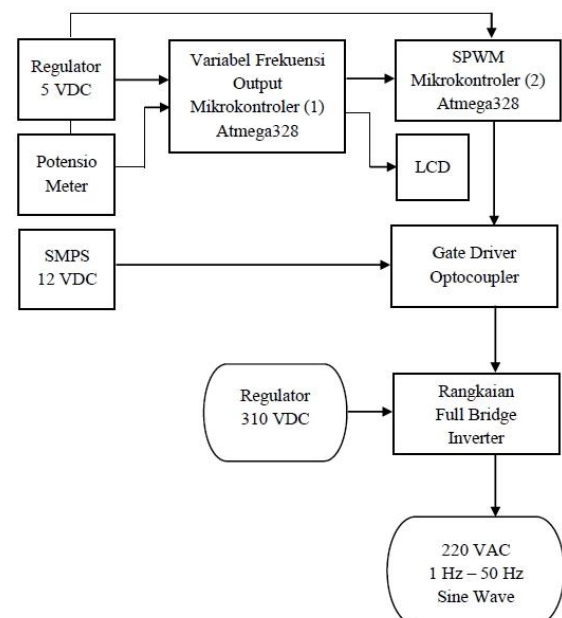 Regulator
5 VDC
Variabel Frekuensi
Output
Mikrokontroler (1)
Atmega328
SPWM
Mikrokontroler (2)
Atmega328
Potensio
Meter
LCD
SMPS
12 VDC
Gate Driver
Optocoupler
Regulator
310 VDC
Rangkaian
Full Bridge
Inverter
220 VAC
1 Hz – 50 Hz
Sine Wave